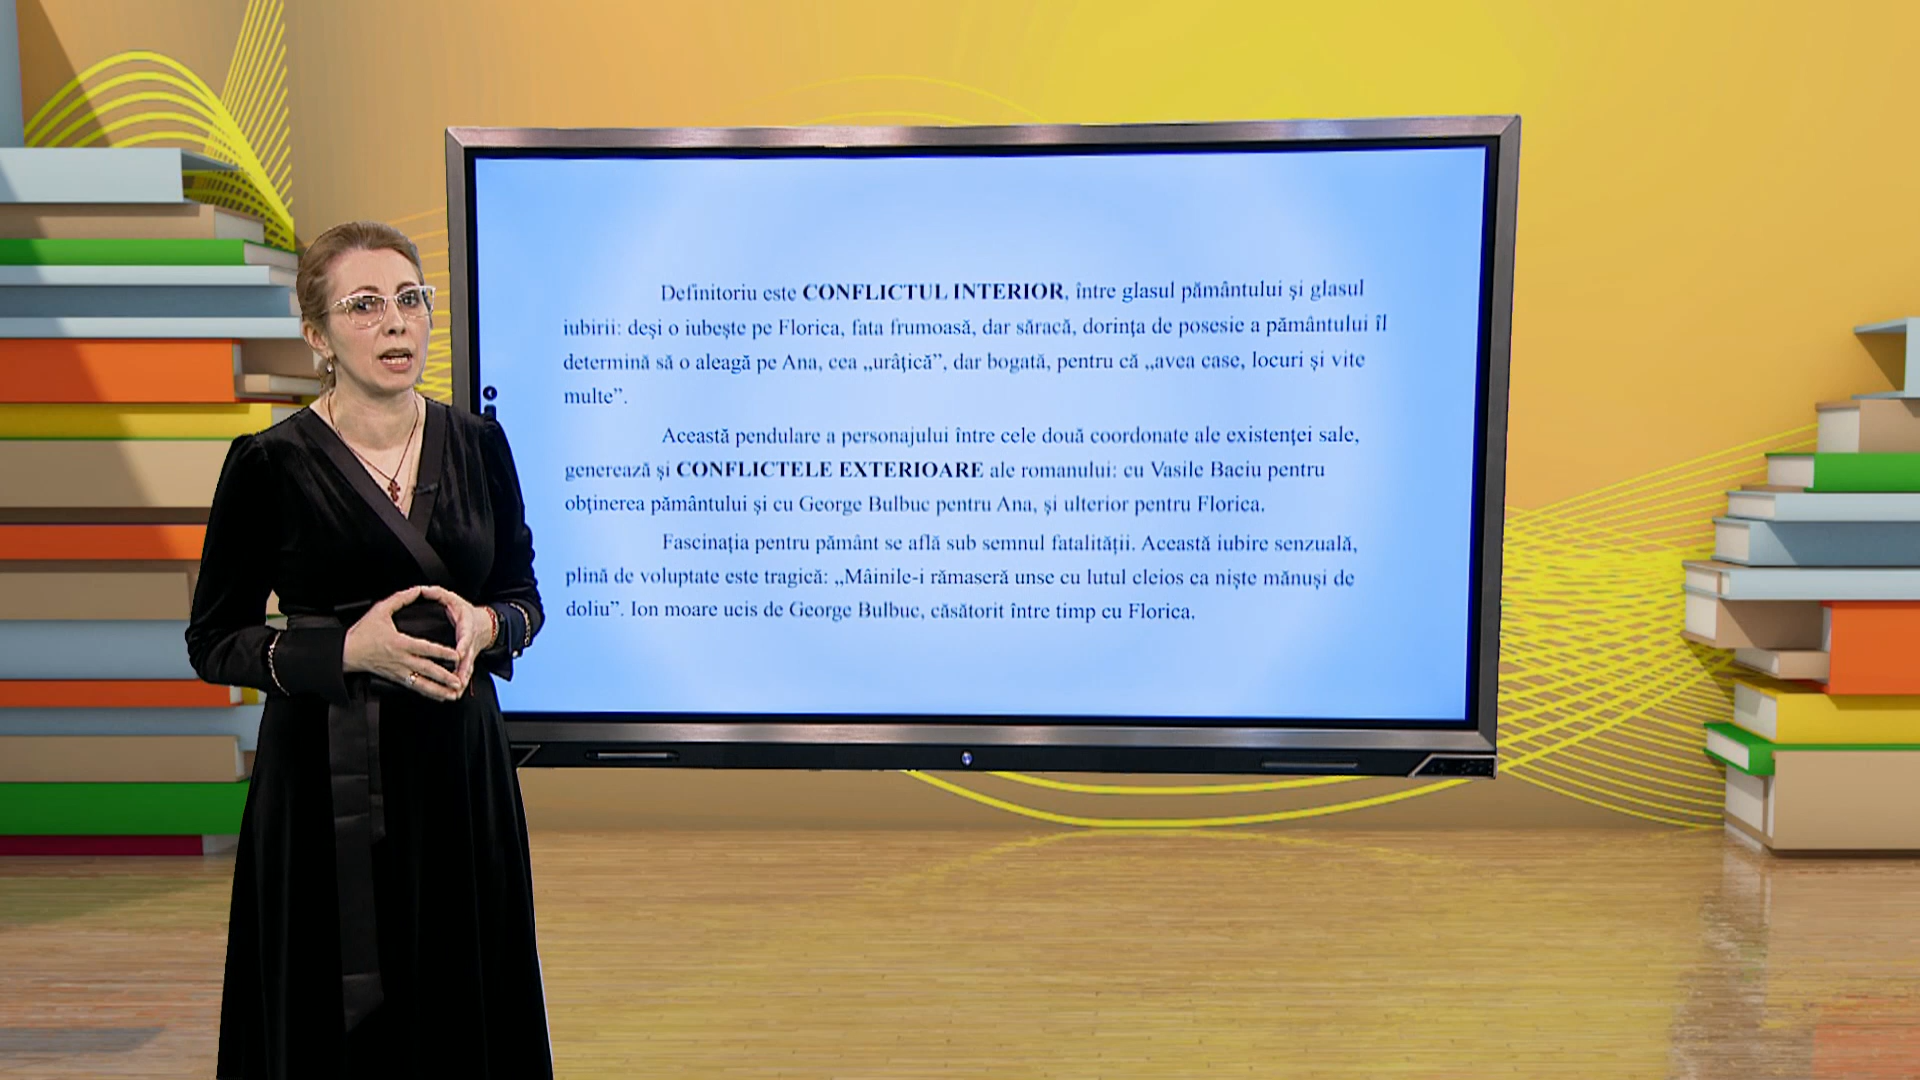 Definitoriu este CONFLICTUL INTERIOR, între glasul pământului și glasul
iubirii: deși o iubește pe Florica, fata frumoasă, dar săracă, dorința de posesie a pământului îl
determină să o aleagă pe Ana, cea „urâțică”, dar bogată, pentru că „avea case, locuri și vite
multe”.
Această pendulare a personajului între cele două coordonate ale existenței sale,
generează și CONFLICTELE EXTERIOARE ale romanului: cu Vasile Baciu pentru
obținerea pământului și cu George Bulbuc pentru Ana, și ulterior pentru Florica.
Fascinația pentru pământ se află sub semnul fatalității. Această iubire senzuală,
plină de voluptate este tragică: „Mâinile-i rămaseră unse cu lutul cleios ca niște mănuși de
doliu”. Ion moare ucis de George Bulbuc, căsătorit între timp cu Florica.